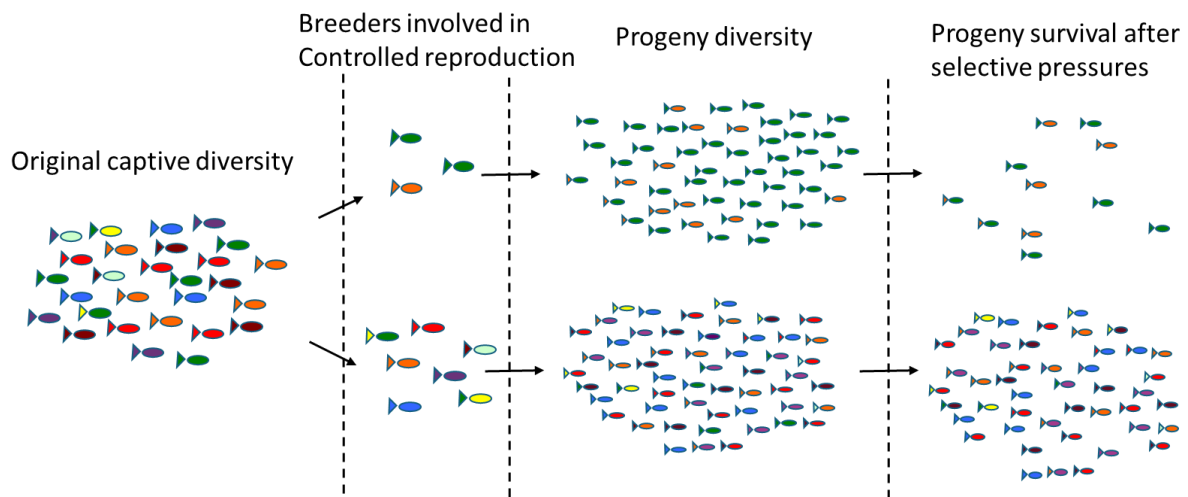 Original captive diversity
Breeders involved in
Controlled reproduction
Progeny diversity
Progeny survival after
selective pressures